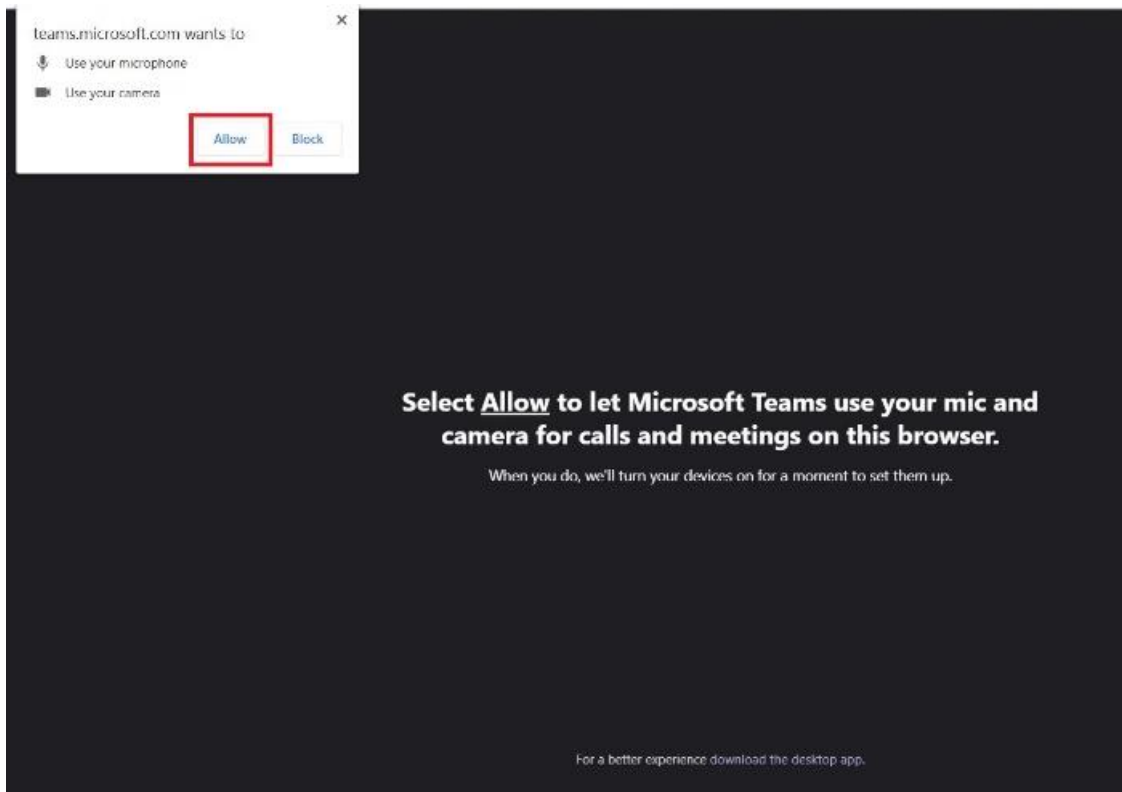 teams.microsoft.com wants to
Use your microphone
Use your camera
Allow
Block
Select Allow to let Microsoft Teams use your mic and
camera for calls and meetings on this browser.
When you do, we'll turn your devices on for a moment to set them up.
For a better experience download the desktop app.